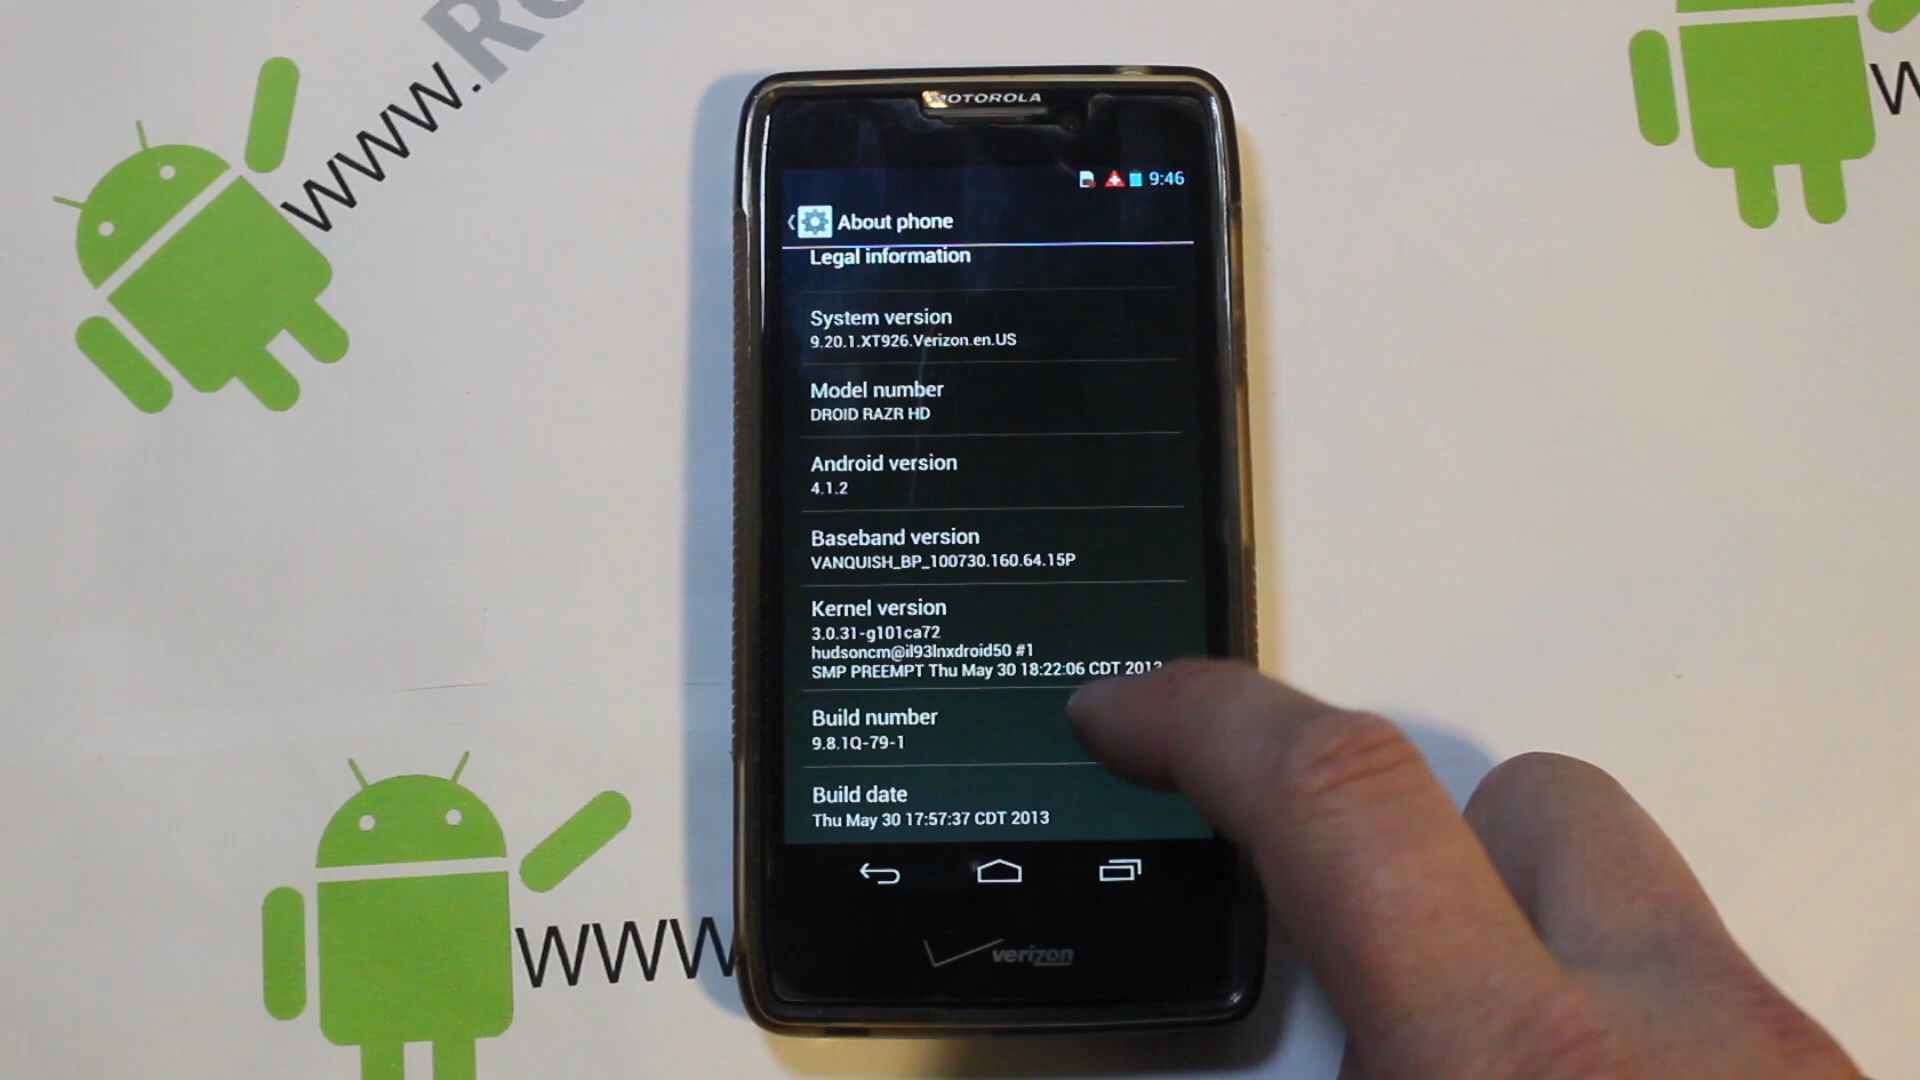 www.R
MOTOROLA
9:46
About phone
Legal information
System version
9.20.1.XT926.Verizon.en.US
Model number
DROID RAZR HD
Android version
4.1.2
Baseband version
VANQUISH_BP_100730.160.64.15P
Kernel version
3.0.31-g101ca72
hudsoncm@il93lnxdroid50 #1
SMP PREEMPT Thu May 30 18:22:06 CDT 2013
Build number
9.8.1Q-79-1
Build date
Thu May 30 17:57:37 CDT 2013
verizon
www
w